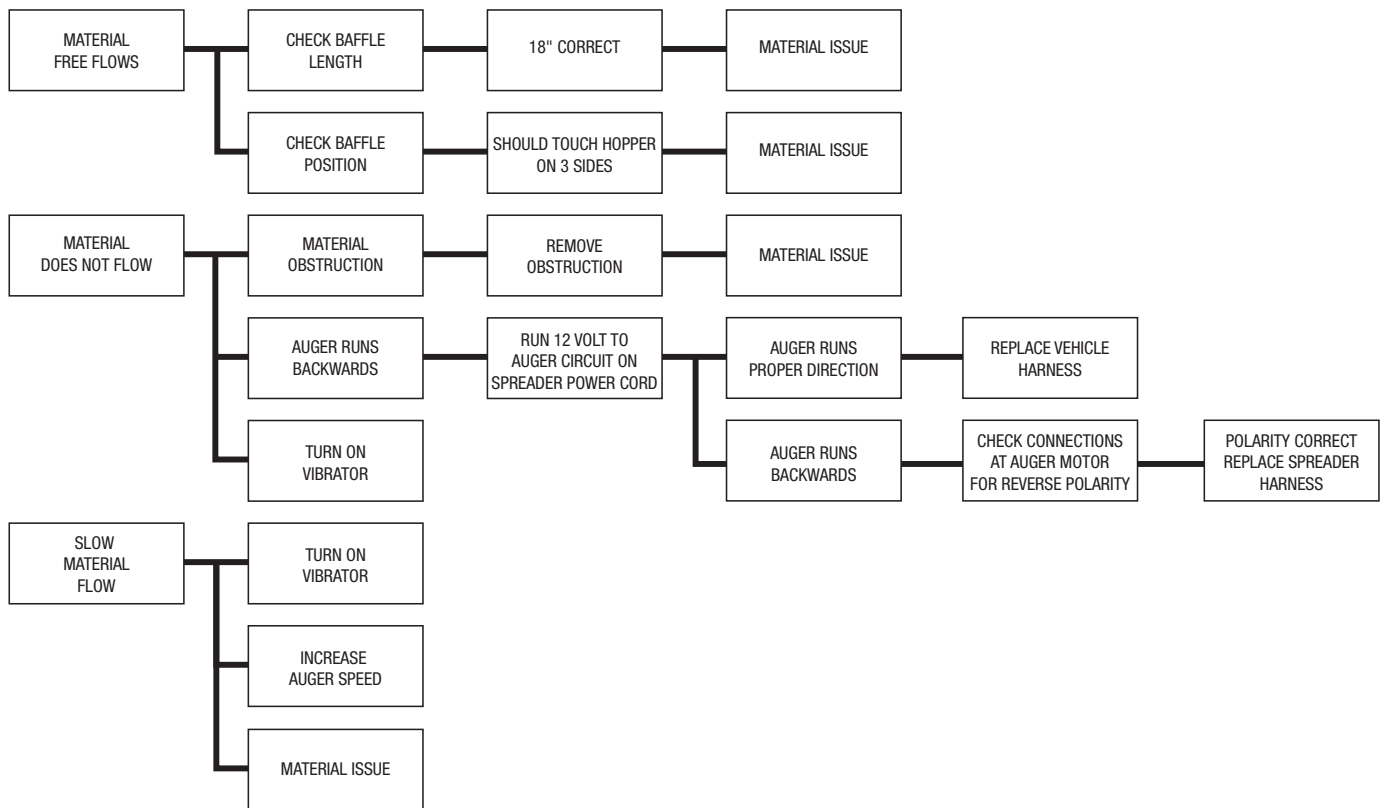 MATERIAL
FREE FLOWS
CHECK BAFFLE
LENGTH
18" CORRECT
MATERIAL ISSUE
CHECK BAFFLE
POSITION
SHOULD TOUCH HOPPER
ON 3 SIDES
MATERIAL ISSUE
MATERIAL
DOES NOT FLOW
MATERIAL
OBSTRUCTION
REMOVE
OBSTRUCTION
MATERIAL ISSUE
AUGER RUNS
BACKWARDS
RUN 12 VOLT TO
AUGER CIRCUIT ON
SPREADER POWER CORD
AUGER RUNS
PROPER DIRECTION
REPLACE VEHICLE
HARNESS
AUGER RUNS
BACKWARDS
CHECK CONNECTIONS
AT AUGER MOTOR
FOR REVERSE POLARITY
POLARITY CORRECT
REPLACE SPREADER
HARNESS
TURN ON
VIBRATOR
SLOW
MATERIAL
FLOW
TURN ON
VIBRATOR
INCREASE
AUGER SPEED
MATERIAL ISSUE